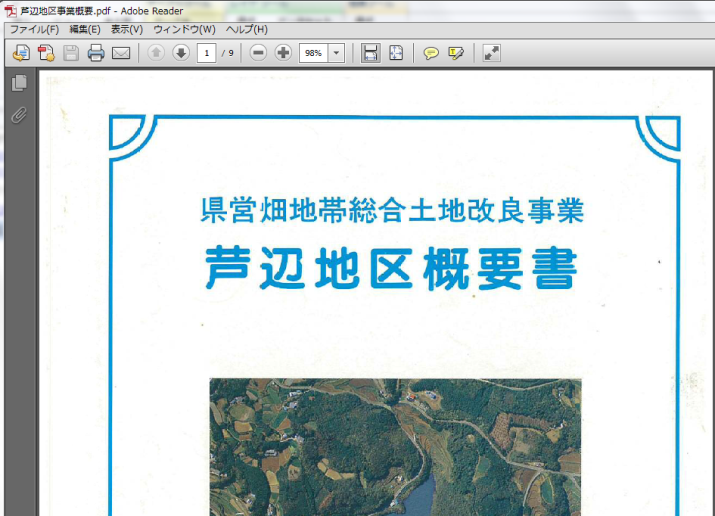 芦辺地区事業概要.pdf - Adobe Reader
ファイル(F) 編集(E) 表示(V) ウィンドウ(W) ヘルプ(H)
1 / 9 98%
県営畑地帯総合土地改良事業
芦辺地区概要書